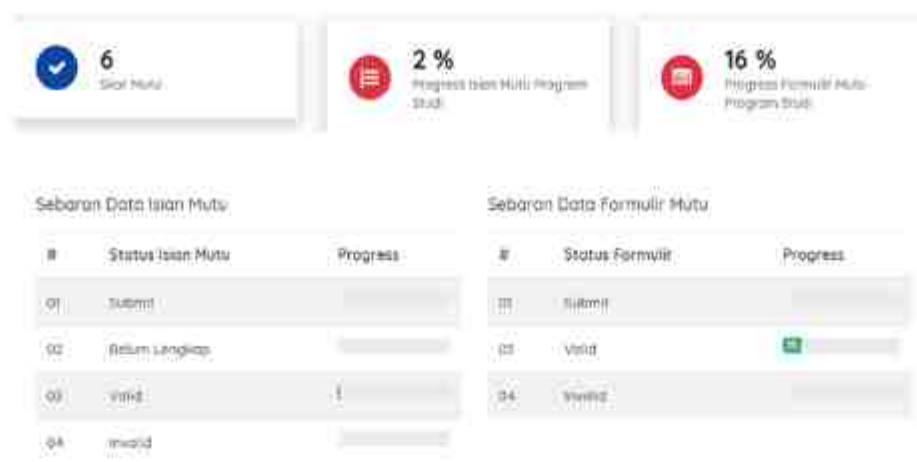 6
Skor Mutu
2 %
Progress Isian Mutu Program
Studi
16 %
Progress Formulir Mutu
Program Studi
Sebaran Data Isian Mutu
# Status Isian Mutu Progress
01 Submit
02 Belum Lengkap
03 Valid
04 Invalid
Sebaran Data Formulir Mutu
# Status Formulir Progress
01 Submit
03 Valid
04 Invalid